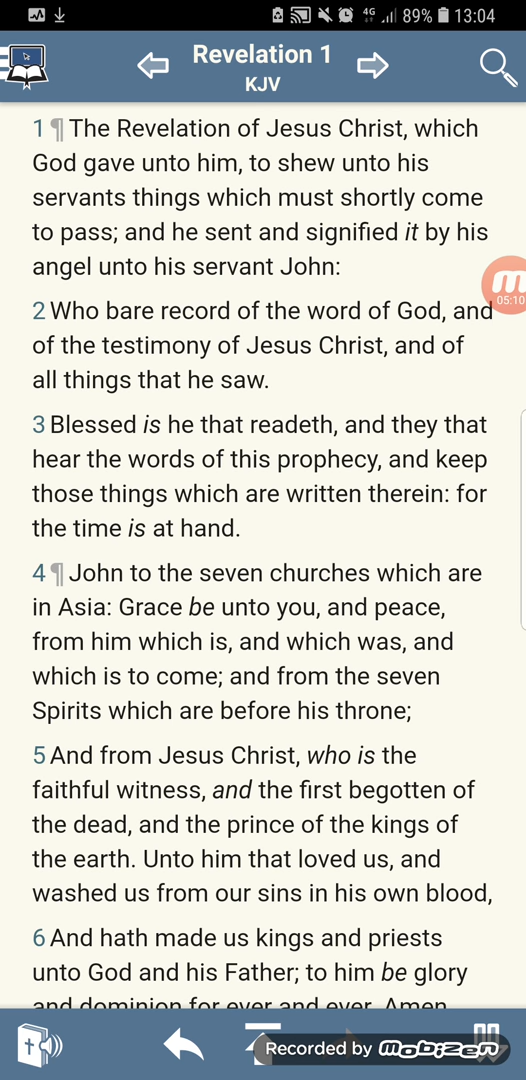 4G 89% 13:04
Revelation 1
KJV
1 ¶ The Revelation of Jesus Christ, which
God gave unto him, to shew unto his
servants things which must shortly come
to pass; and he sent and signified it by his
angel unto his servant John:
05:10
2 Who bare record of the word of God, and
of the testimony of Jesus Christ, and of
all things that he saw.
3 Blessed is he that readeth, and they that
hear the words of this prophecy, and keep
those things which are written therein: for
the time is at hand.
4 ¶ John to the seven churches which are
in Asia: Grace be unto you, and peace,
from him which is, and which was, and
which is to come; and from the seven
Spirits which are before his throne;
5 And from Jesus Christ, who is the
faithful witness, and the first begotten of
the dead, and the prince of the kings of
the earth. Unto him that loved us, and
washed us from our sins in his own blood,
6 And hath made us kings and priests
unto God and his Father; to him be glory
and dominion for ever and ever. Amen
Recorded by mobizen